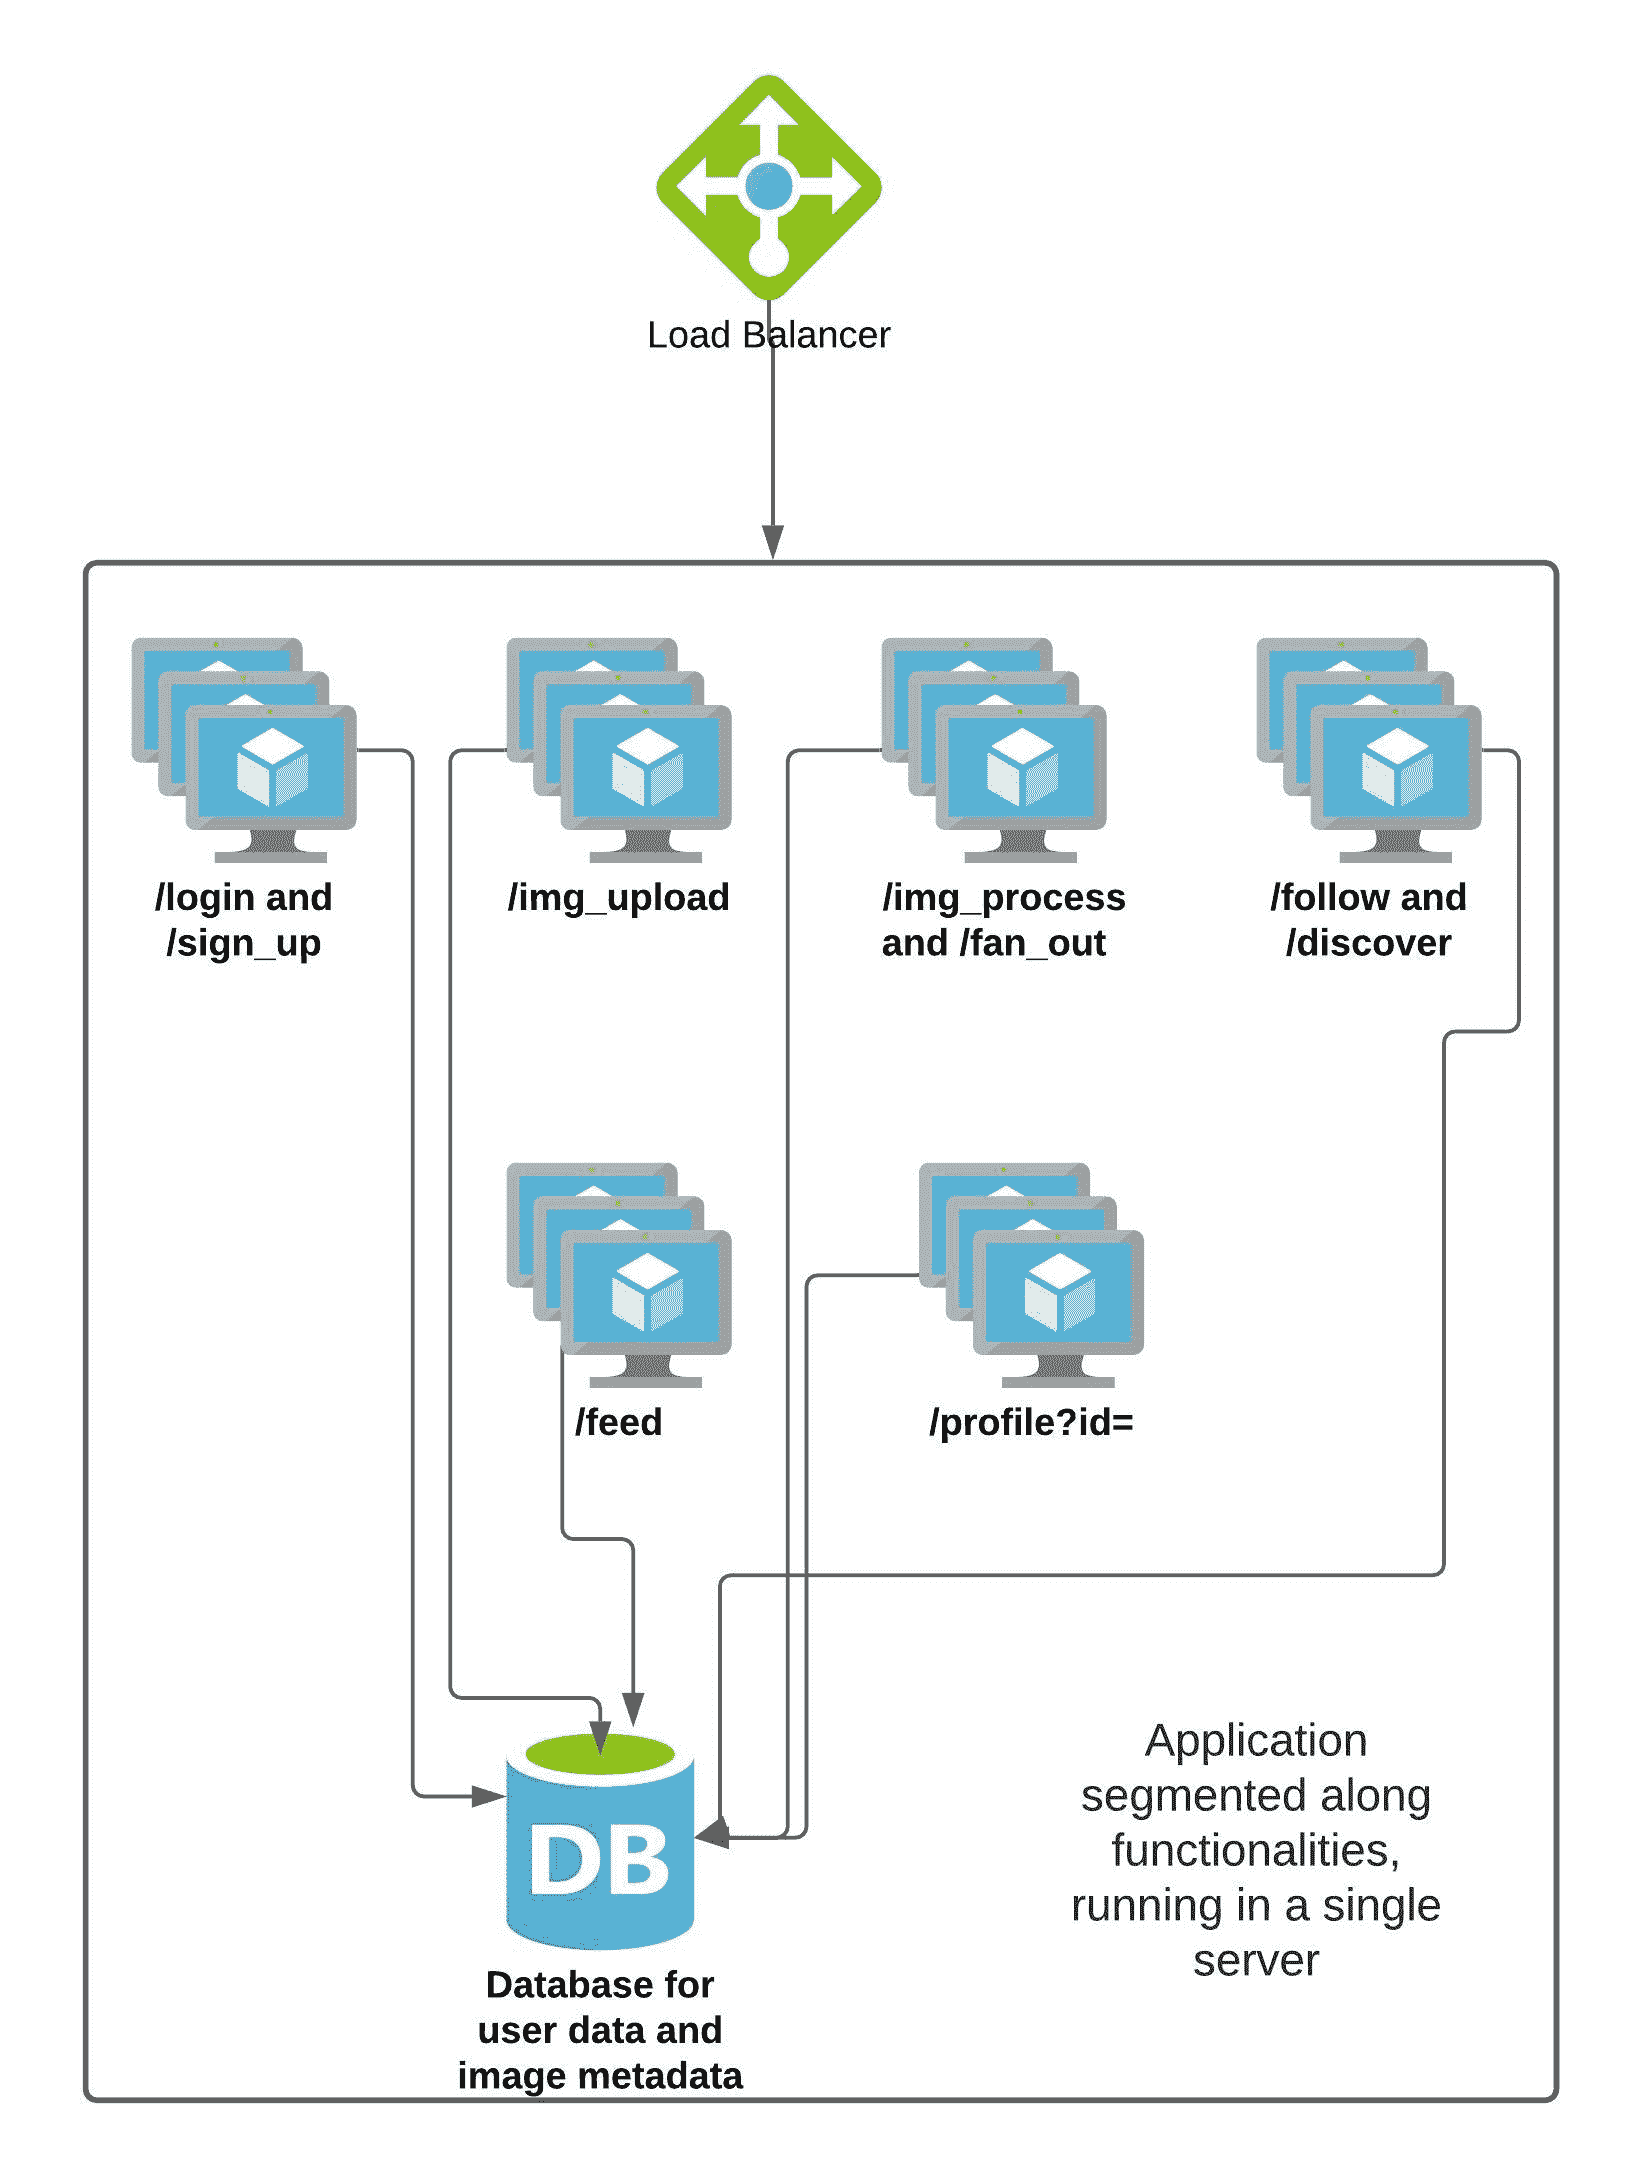 Load Balancer
/login and
/sign_up
/img_upload
/img_process
and /fan_out
/follow and
/discover
/feed
/profile?id=
Application
segmented along
functionalities,
running in a single
server
DB
Database for
user data and
image metadata